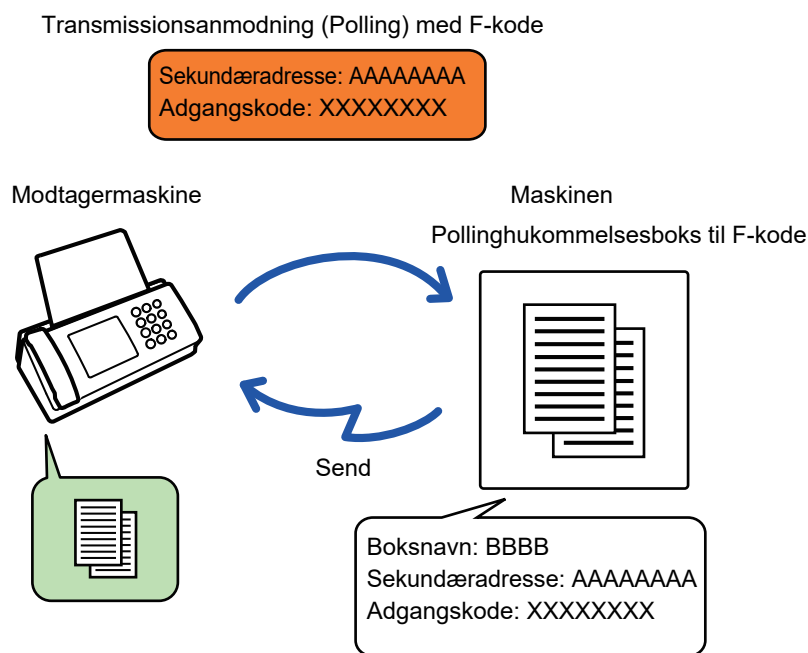 Transmissionsanmodning (Polling) med F-kode
Sekundæradresse: AAAAAAAA
Adgangskode: XXXXXXXX
Modtagermaskine
Maskinen
Pollinghukommelsesboks til F-kode
Send
Boksnavn: BBBB
Sekundæradresse: AAAAAAAA
Adgangskode: XXXXXXXX